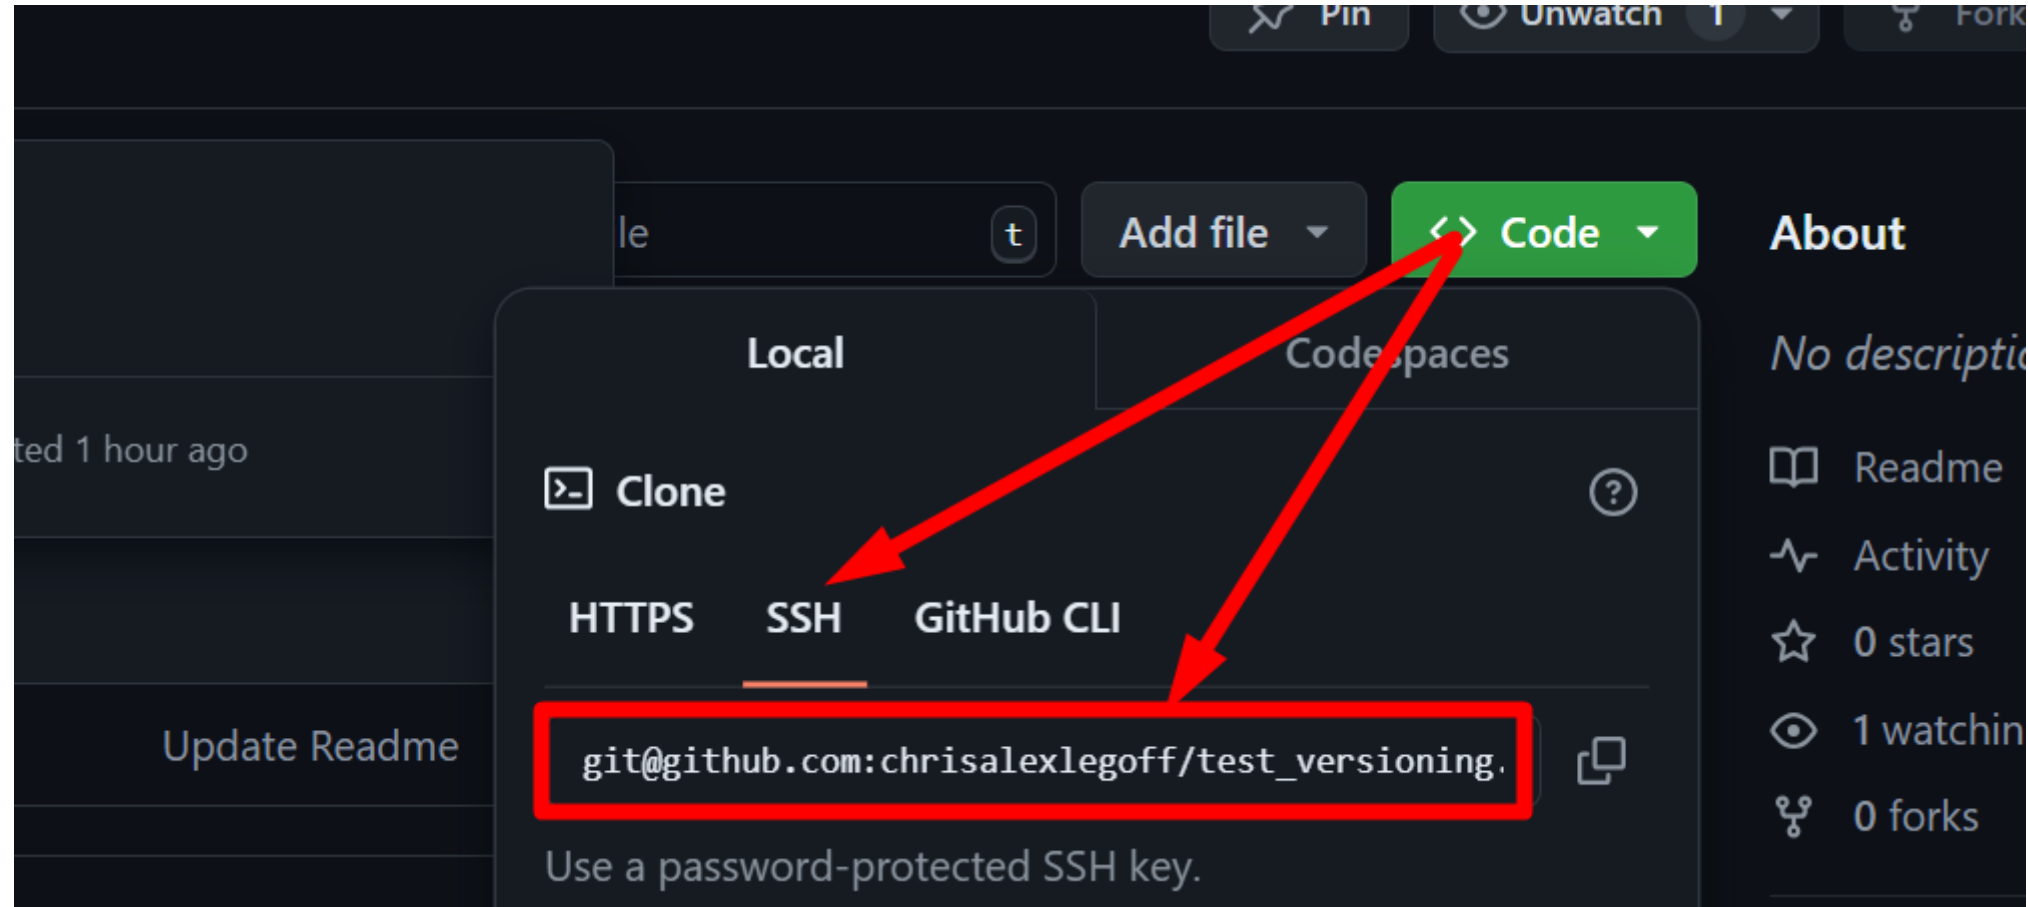 Pin
Unwatch 1
Fork
le t
Add file
Code
About
Local
Codespaces
No descriptio
ted 1 hour ago
Clone
Readme
Activity
HTTPS SSH GitHub CLI
0 stars
Update Readme
git@github.com:chrisalexlegoff/test_versioning.
1 watchin
0 forks
Use a password-protected SSH key.